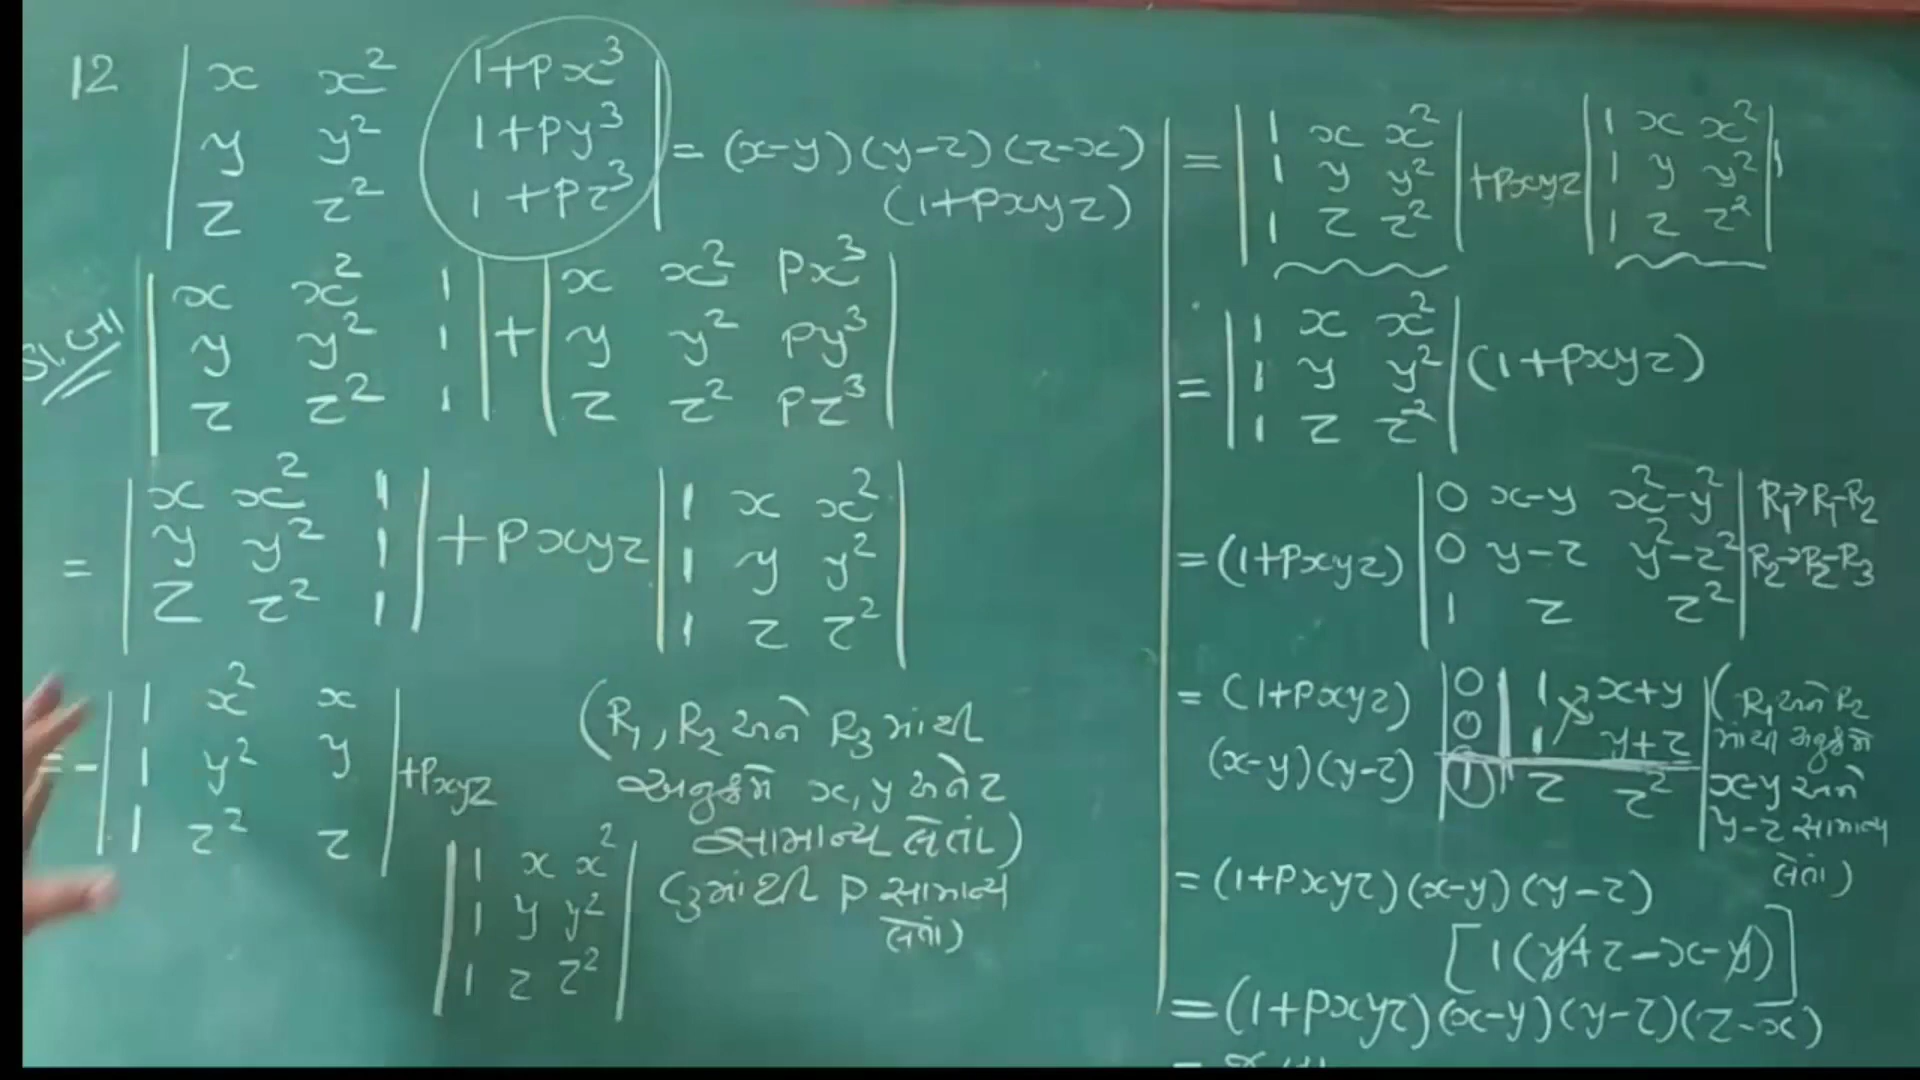 12 | x x² 1+px³ |
| y y² 1+py³ | = (x-y)(y-z)(z-x)
| z z² 1+pz³ | (1+pxyz)
ડા.બા
| x x² 1 | + | x x² px³ |
| y y² 1 | | y y² py³ |
| z z² 1 | | z z² pz³ |
= | x x² 1 | + pxyz | 1 x x² |
| y y² 1 | | 1 y y² |
| z z² 1 | | 1 z z² |
(R₁, R₂ અને R₃ માંથી
અનુક્રમે x, y અને z
સામાન્ય લેતાં)
(C₃ માંથી p સામાન્ય
લેતાં)
= - | 1 x² x | + pxyz
| 1 y² y |
| 1 z² z |
| 1 x x² |
| 1 y y² |
| 1 z z² |
= | 1 x x² | + pxyz | 1 x x² |
| 1 y y² | | 1 y y² |
| 1 z z² | | 1 z z² |
= | 1 x x² | (1+pxyz)
| 1 y y² |
| 1 z z² |
= (1+pxyz) | 0 x-y x²-y² | R₁→R₁-R₂
| 0 y-z y²-z² | R₂→R₂-R₃
| 1 z z² |
= (1+pxyz) | 0 1 x+y | (R₁ અને R₂
(x-y)(y-z) | 0 1 y+z | માંથી અનુક્રમે
| 1 z z² | x-y અને
y-z સામાન્ય
લેતાં)
= (1+pxyz)(x-y)(y-z)
[1(y+z-x-y)]
= (1+pxyz)(x-y)(y-z)(z-x)
=